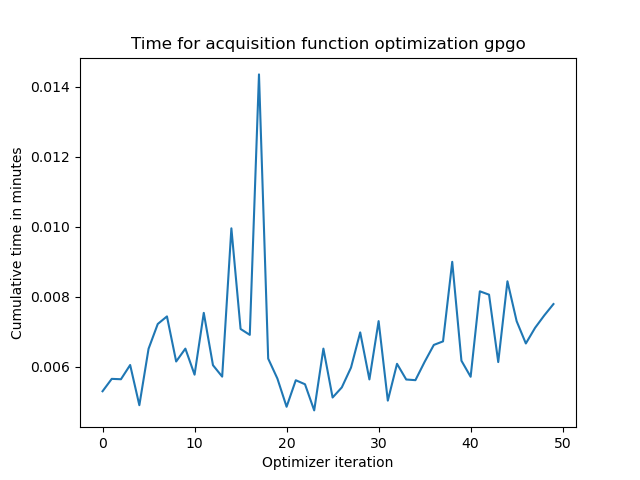 Time for acquisition function optimization gpgo
Cumulative time in minutes
0.014
0.012
0.010
0.008
0.006
0 10 20 30 40 50
Optimizer iteration